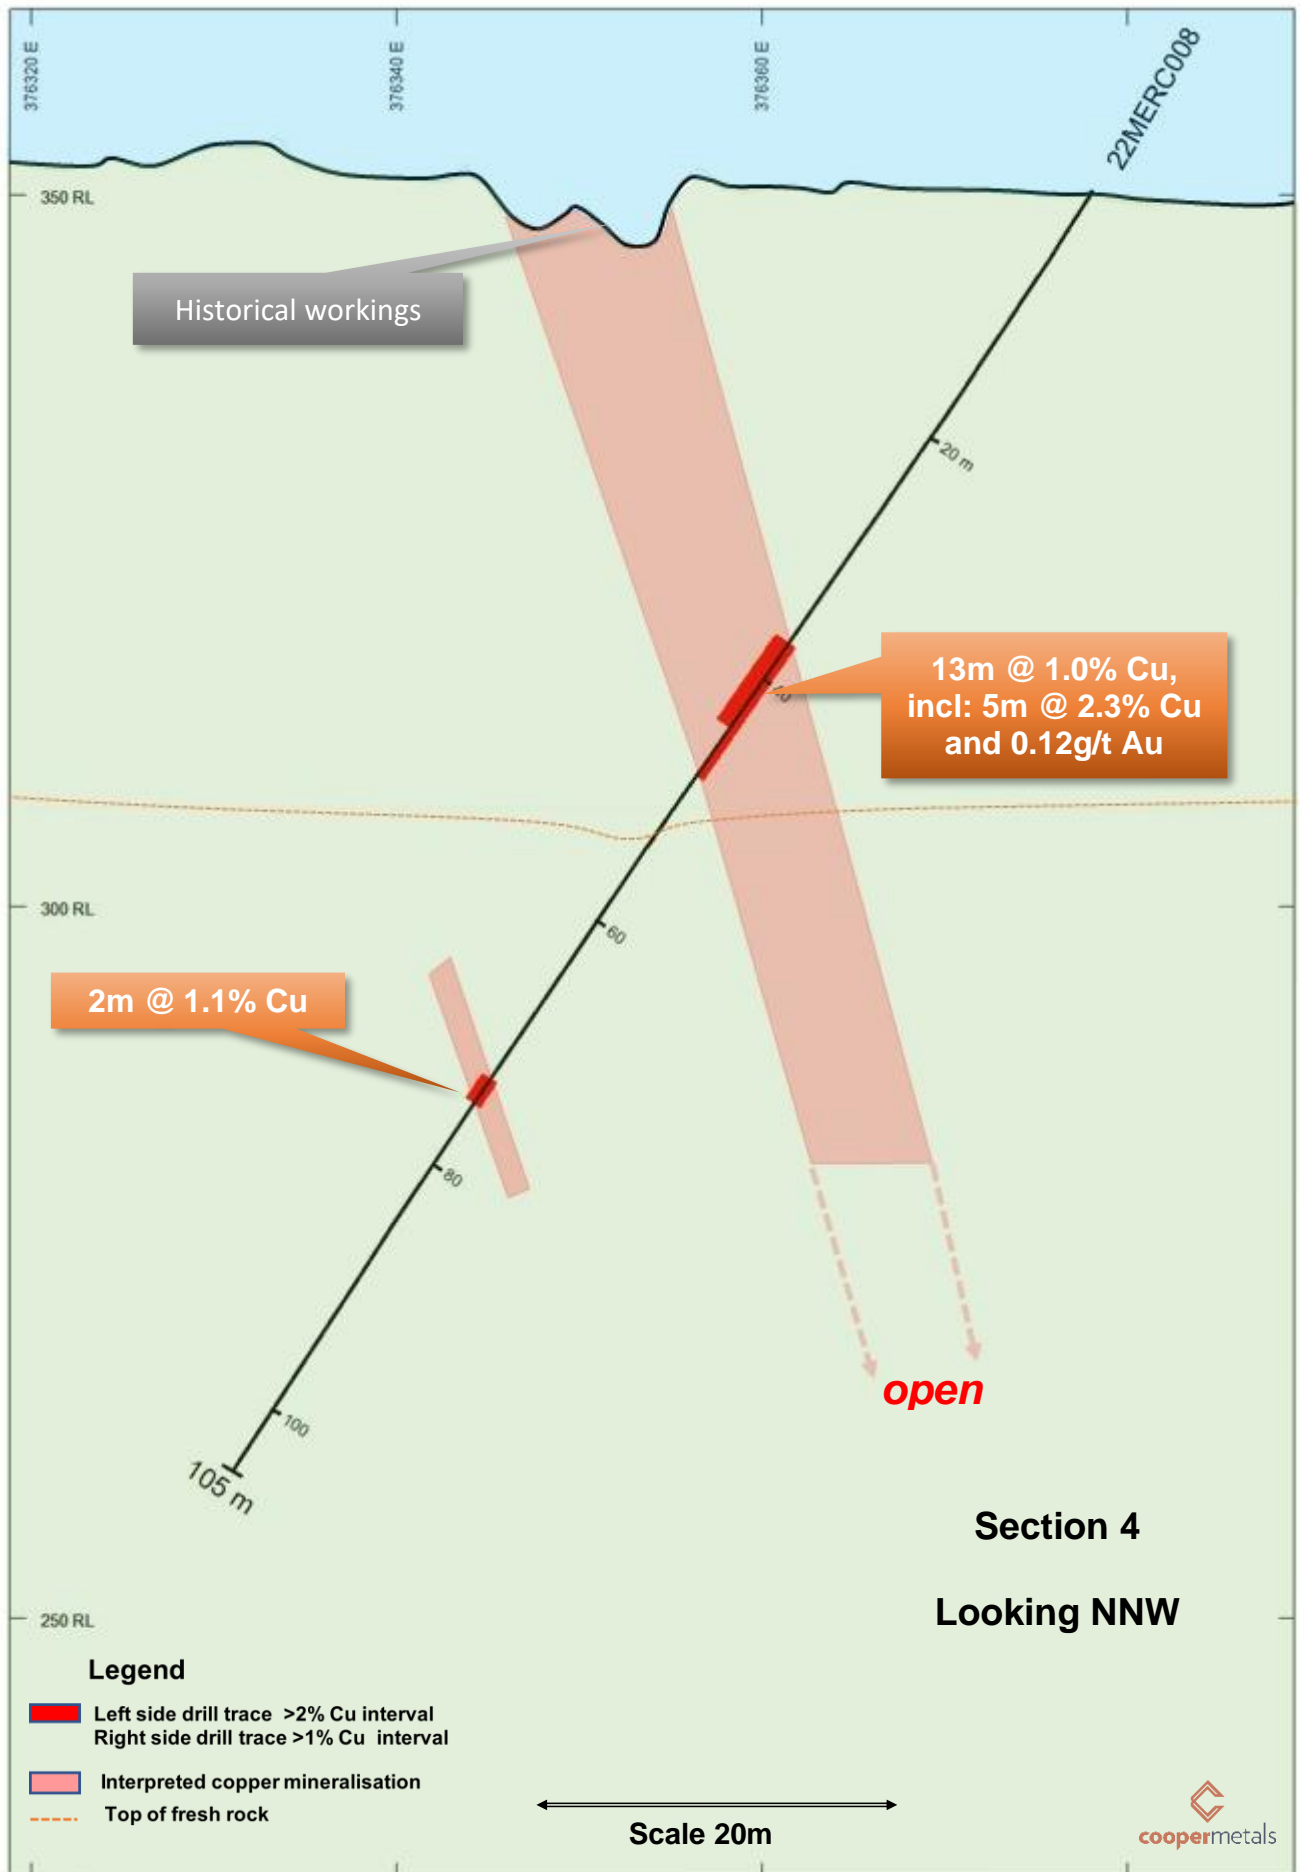 376320 E
376340 E
376360 E
22MERC008
350 RL
Historical workings
20 m
40
13m @ 1.0% Cu,
incl: 5m @ 2.3% Cu
and 0.12g/t Au
300 RL
60
2m @ 1.1% Cu
80
open
100
105 m
Section 4
Looking NNW
250 RL
Legend
Left side drill trace >2% Cu interval
Right side drill trace >1% Cu interval
Interpreted copper mineralisation
Top of fresh rock
Scale 20m
coopermetals